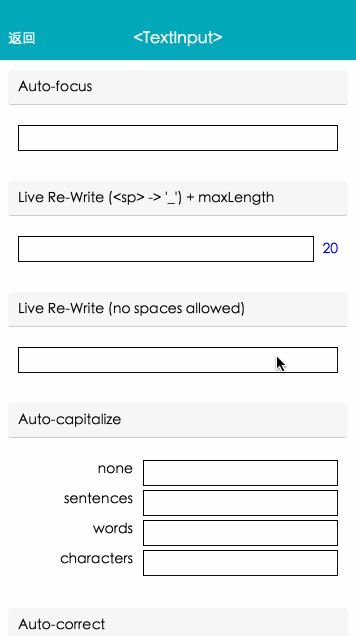 返回
<TextInput>
Auto-focus
Live Re-Write (<sp> -> '_') + maxLength
20
Live Re-Write (no spaces allowed)
Auto-capitalize
none
sentences
words
characters
Auto-correct